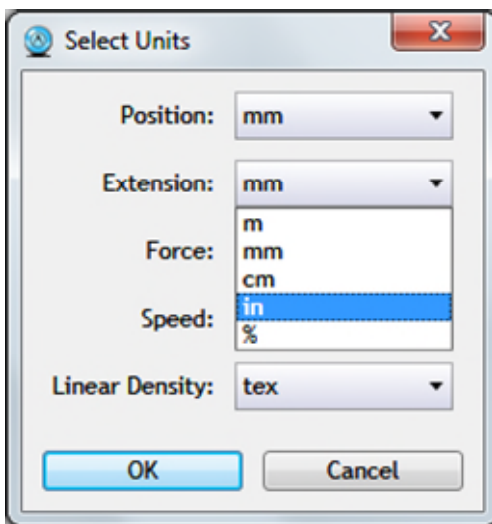 Select Units
Position: mm
Extension: mm
m
Force: mm
cm
in
Speed: %
Linear Density: tex
OK Cancel